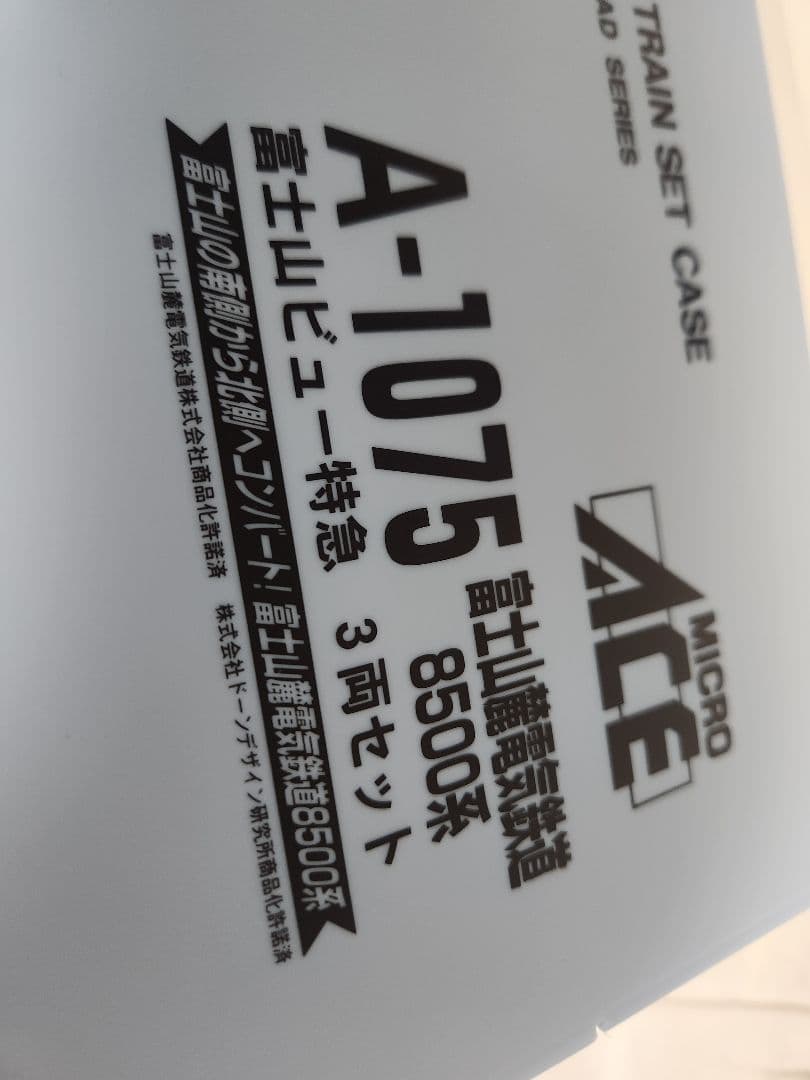 TRAIN SET CASE
AD SERIES
MICRO
ACE
A-1075 富士山麓電気鉄道
8500系
富士山ビュー特急 3両セット
富士山の南側から北側へコンバート!富士山麓電気鉄道8500系
富士山麓電気鉄道株式会社商品化許諾済 株式会社ドーンデザイン研究所商品化許諾済